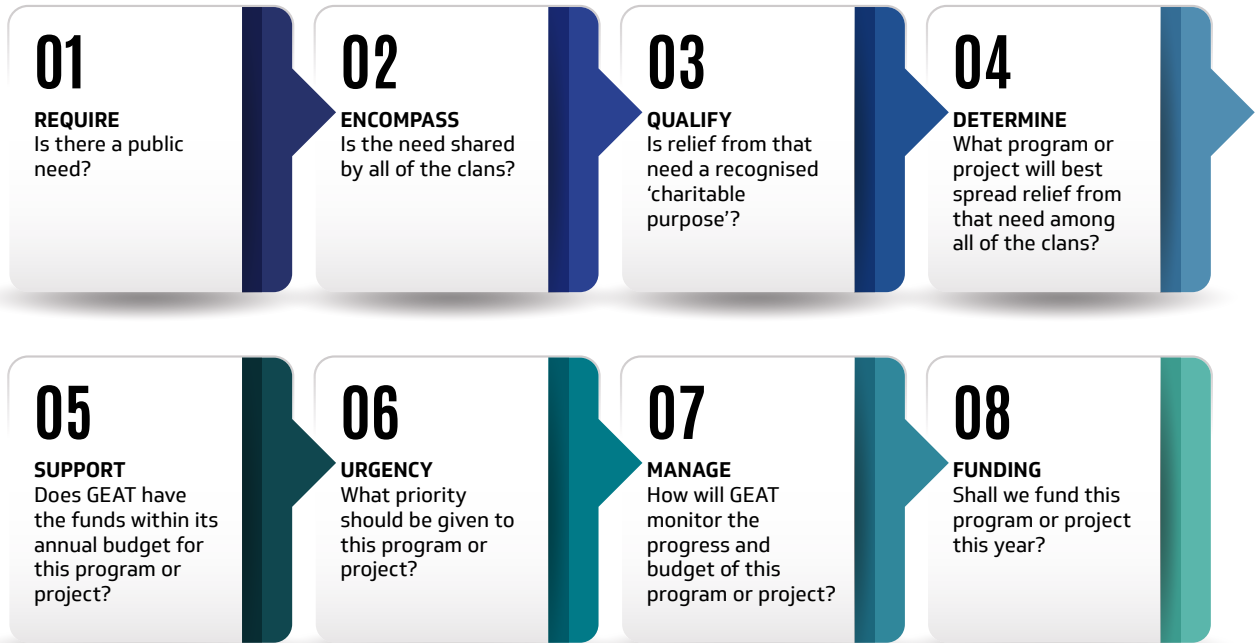 01
REQUIRE
Is there a public
need?
02
ENCOMPASS
Is the need shared
by all of the clans?
03
QUALIFY
Is relief from that
need a recognised
‘charitable
purpose’?
04
DETERMINE
What program or
project will best
spread relief from
that need among
all of the clans?
05
SUPPORT
Does GEAT have
the funds within its
annual budget for
this program or
project?
06
URGENCY
What priority
should be given to
this program or
project?
07
MANAGE
How will GEAT
monitor the
progress and
budget of this
program or project?
08
FUNDING
Shall we fund this
program or project
this year?